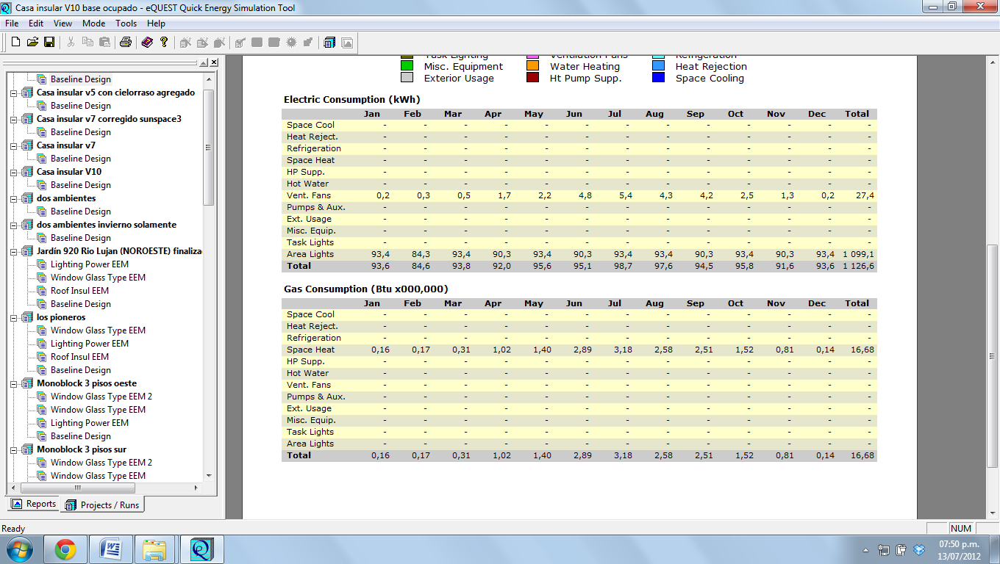 Casa insular V10 base ocupado - eQUEST Quick Energy Simulation Tool
File Edit View Mode Tools Help
Baseline Design
Casa insular v5 con cielorraso agregado
Baseline Design
Casa insular v7 corregido sunspace3
Baseline Design
Casa insular v7
Baseline Design
Casa insular V10
Baseline Design
dos ambientes
Baseline Design
dos ambientes invierno solamente
Baseline Design
Jardín 920 Rio Lujan (NOROESTE) finaliza
Lighting Power EEM
Window Glass Type EEM
Roof Insul EEM
Baseline Design
los pioneros
Window Glass Type EEM
Lighting Power EEM
Roof Insul EEM
Baseline Design
Monoblock 3 pisos oeste
Window Glass Type EEM 2
Window Glass Type EEM
Lighting Power EEM
Baseline Design
Monoblock 3 pisos sur
Window Glass Type EEM 2
Window Glass Type EEM
Reports Projects / Runs
Task Lighting Ventilation Fans Refrigeration
Misc. Equipment Water Heating Heat Rejection
Exterior Usage Ht Pump Supp. Space Cooling
Electric Consumption (kWh)
Jan Feb Mar Apr May Jun Jul Aug Sep Oct Nov Dec Total
Space Cool - - - - - - - - - - - - -
Heat Reject. - - - - - - - - - - - - -
Refrigeration - - - - - - - - - - - - -
Space Heat - - - - - - - - - - - - -
HP Supp. - - - - - - - - - - - - -
Hot Water - - - - - - - - - - - - -
Vent. Fans 0,2 0,3 0,5 1,7 2,2 4,8 5,4 4,3 4,2 2,5 1,3 0,2 27,4
Pumps & Aux. - - - - - - - - - - - - -
Ext. Usage - - - - - - - - - - - - -
Misc. Equip. - - - - - - - - - - - - -
Task Lights - - - - - - - - - - - - -
Area Lights 93,4 84,3 93,4 90,3 93,4 90,3 93,4 93,4 90,3 93,4 90,3 93,4 1 099,1
Total 93,6 84,6 93,8 92,0 95,6 95,1 98,7 97,6 94,5 95,8 91,6 93,6 1 126,6
Gas Consumption (Btu x000,000)
Jan Feb Mar Apr May Jun Jul Aug Sep Oct Nov Dec Total
Space Cool - - - - - - - - - - - - -
Heat Reject. - - - - - - - - - - - - -
Refrigeration - - - - - - - - - - - - -
Space Heat 0,16 0,17 0,31 1,02 1,40 2,89 3,18 2,58 2,51 1,52 0,81 0,14 16,68
HP Supp. - - - - - - - - - - - - -
Hot Water - - - - - - - - - - - - -
Vent. Fans - - - - - - - - - - - - -
Pumps & Aux. - - - - - - - - - - - - -
Ext. Usage - - - - - - - - - - - - -
Misc. Equip. - - - - - - - - - - - - -
Task Lights - - - - - - - - - - - - -
Area Lights - - - - - - - - - - - - -
Total 0,16 0,17 0,31 1,02 1,40 2,89 3,18 2,58 2,51 1,52 0,81 0,14 16,68
Ready NUM
07:50 p.m.
13/07/2012